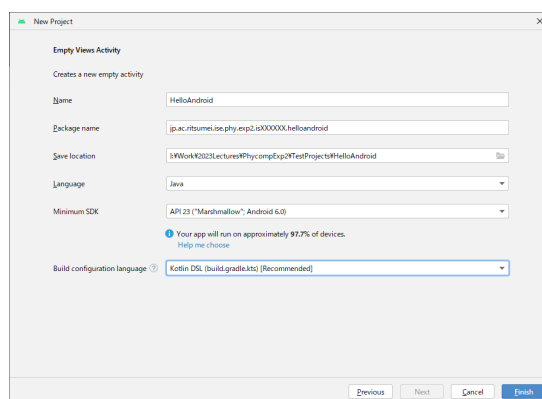 New Project
Empty Views Activity
Creates a new empty activity
Name
HelloAndroid
Package name
jp.ac.ritsumei.ise.phy.exp2.isXXXXXX.helloandroid
Save location
I:¥Work¥2023Lectures¥PhycompExp2¥TestProjects¥HelloAndroid
Language
Java
Minimum SDK
API 23 ("Marshmallow"; Android 6.0)
Your app will run on approximately 97.7% of devices.
Help me choose
Build configuration language
Kotlin DSL (build.gradle.kts) [Recommended]
Previous Next Cancel Finish